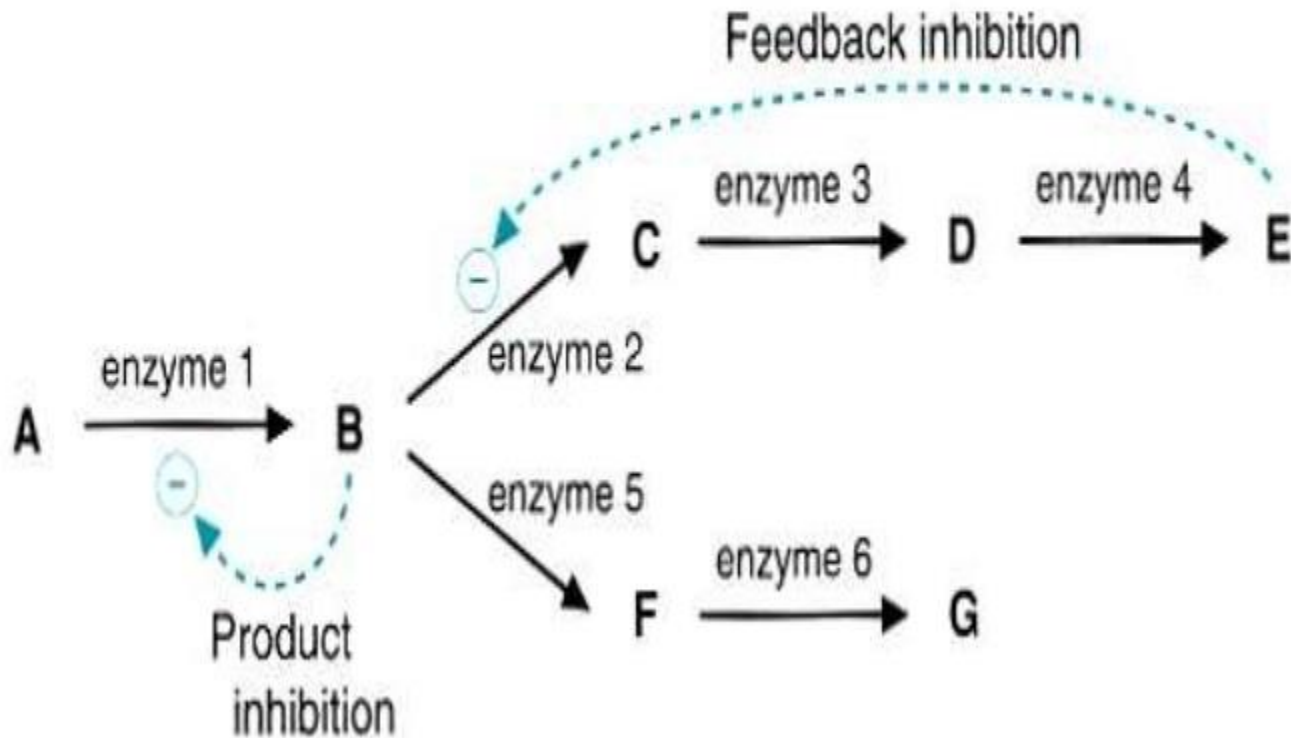 Feedback inhibition
enzyme 3
enzyme 4
C
D
E
−
enzyme 2
enzyme 1
A
B
−
enzyme 5
enzyme 6
F
G
Product
inhibition